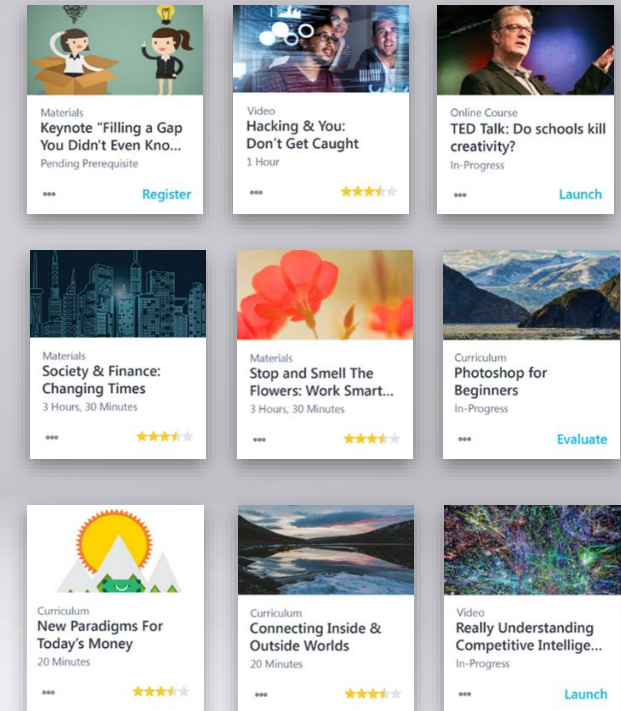 Materials
Keynote “Filling a Gap
You Didn't Even Kno...
Pending Prerequisite
Register
Video
Hacking & You:
Don’t Get Caught
1 Hour
Online Course
TED Talk: Do schools kill
creativity?
In-Progress
Launch
Materials
Society & Finance:
Changing Times
3 Hours, 30 Minutes
Materials
Stop and Smell The
Flowers: Work Smart...
3 Hours, 30 Minutes
Curriculum
Photoshop for
Beginners
In-Progress
Evaluate
Curriculum
New Paradigms For
Today’s Money
20 Minutes
Curriculum
Connecting Inside &
Outside Worlds
20 Minutes
Video
Really Understanding
Competitive Intellige...
In-Progress
Launch